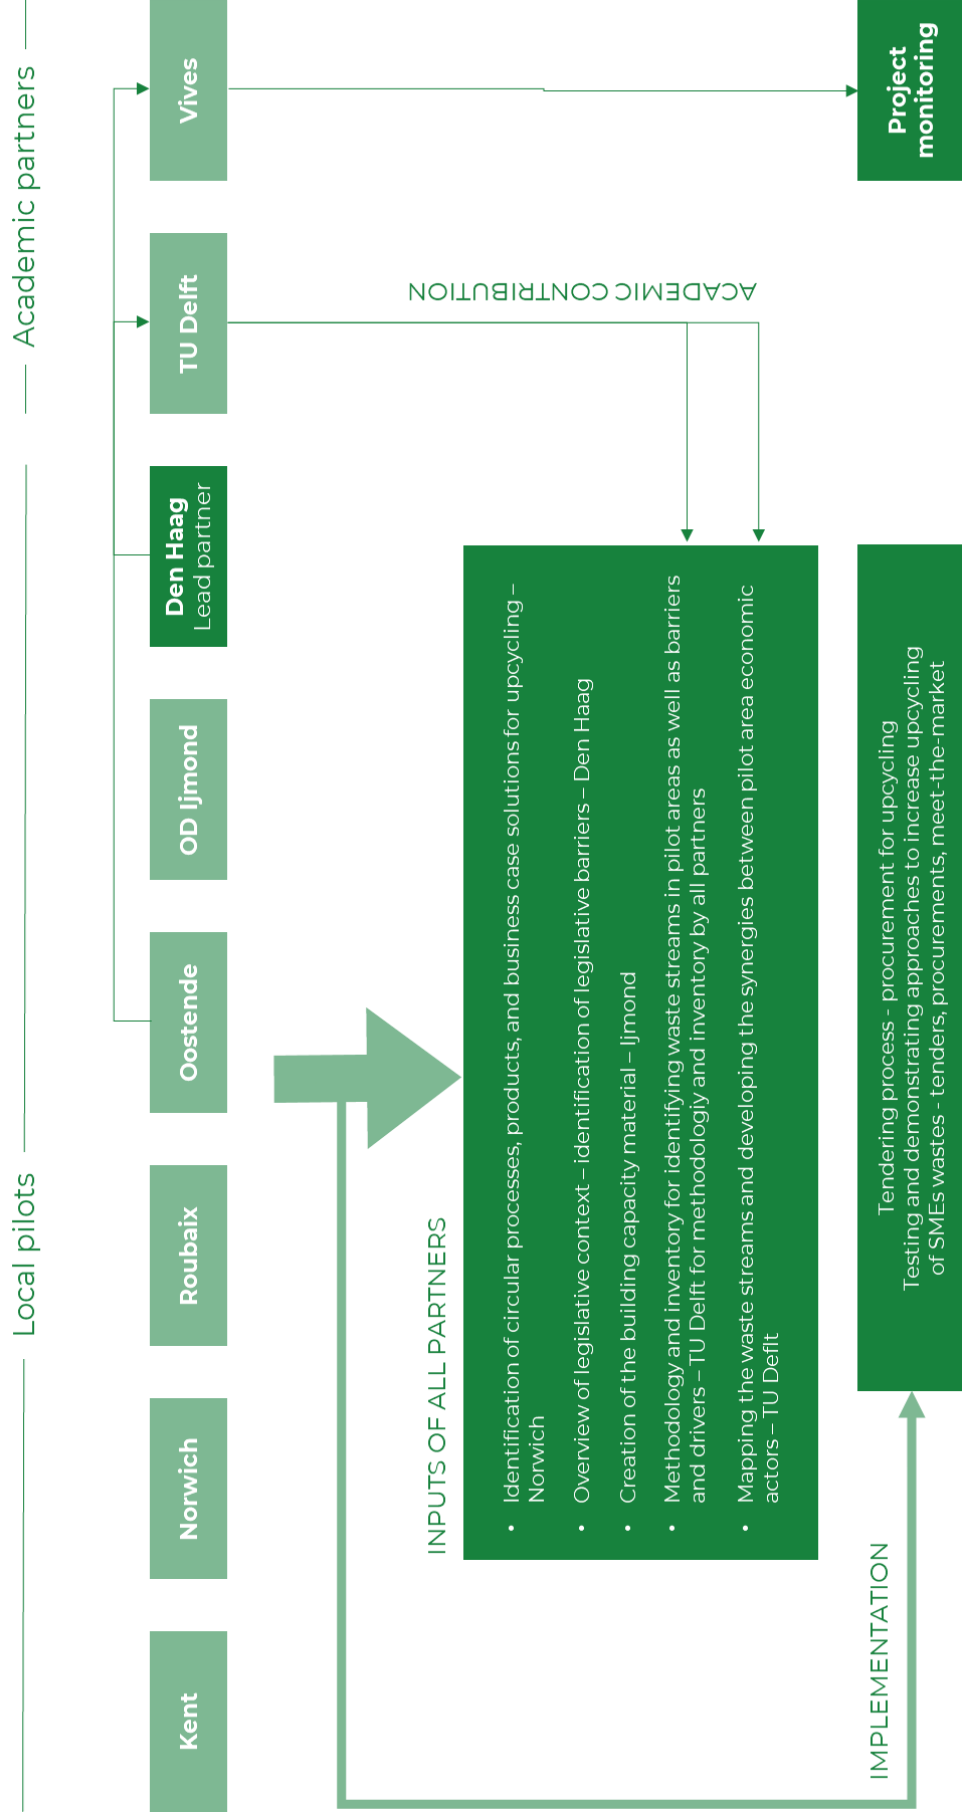 Local pilots
Academic partners
Kent
Norwich
Roubaix
Oostende
OD Ijmond
Den Haag
Lead partner
TU Delft
Vives
INPUTS OF ALL PARTNERS
ACADEMIC CONTRIBUTION
• Identification of circular processes, products, and business case solutions for upcycling –
Norwich
• Overview of legislative context – identification of legislative barriers – Den Haag
• Creation of the building capacity material – Ijmond
• Methodology and inventory for identifying waste streams in pilot areas as well as barriers
and drivers – TU Delft for methodologiy and inventory by all partners
• Mapping the waste streams and developing the synergies between pilot area economic
actors – TU Deflt
IMPLEMENTATION
Tendering process - procurement for upcycling
Testing and demonstrating approaches to increase upcycling
of SMEs wastes - tenders, procurements, meet-the-market
Project
monitoring